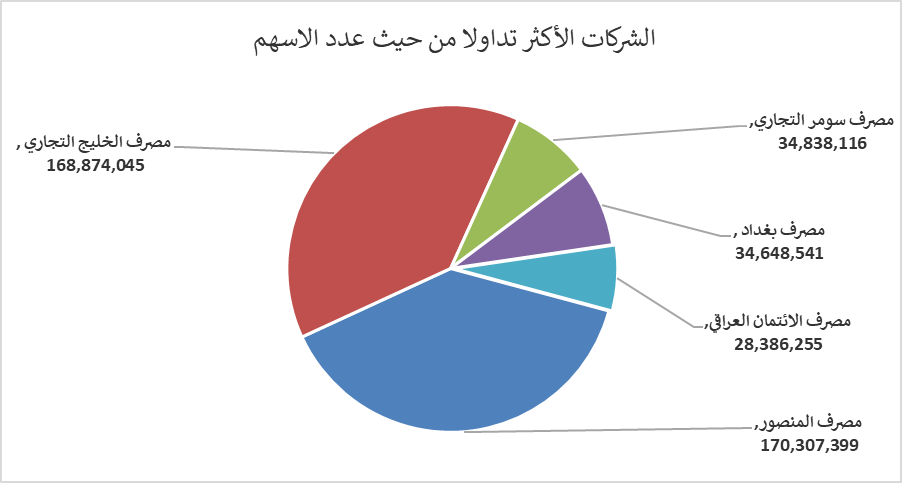 الشركات الأكثر تداولا من حيث عدد الاسهم
مصرف سومر التجاري,
34,838,116
مصرف بغداد ,
34,648,541
مصرف الائتمان العراقي,
28,386,255
مصرف المنصور,
170,307,399
مصرف الخليج التجاري ,
168,874,045